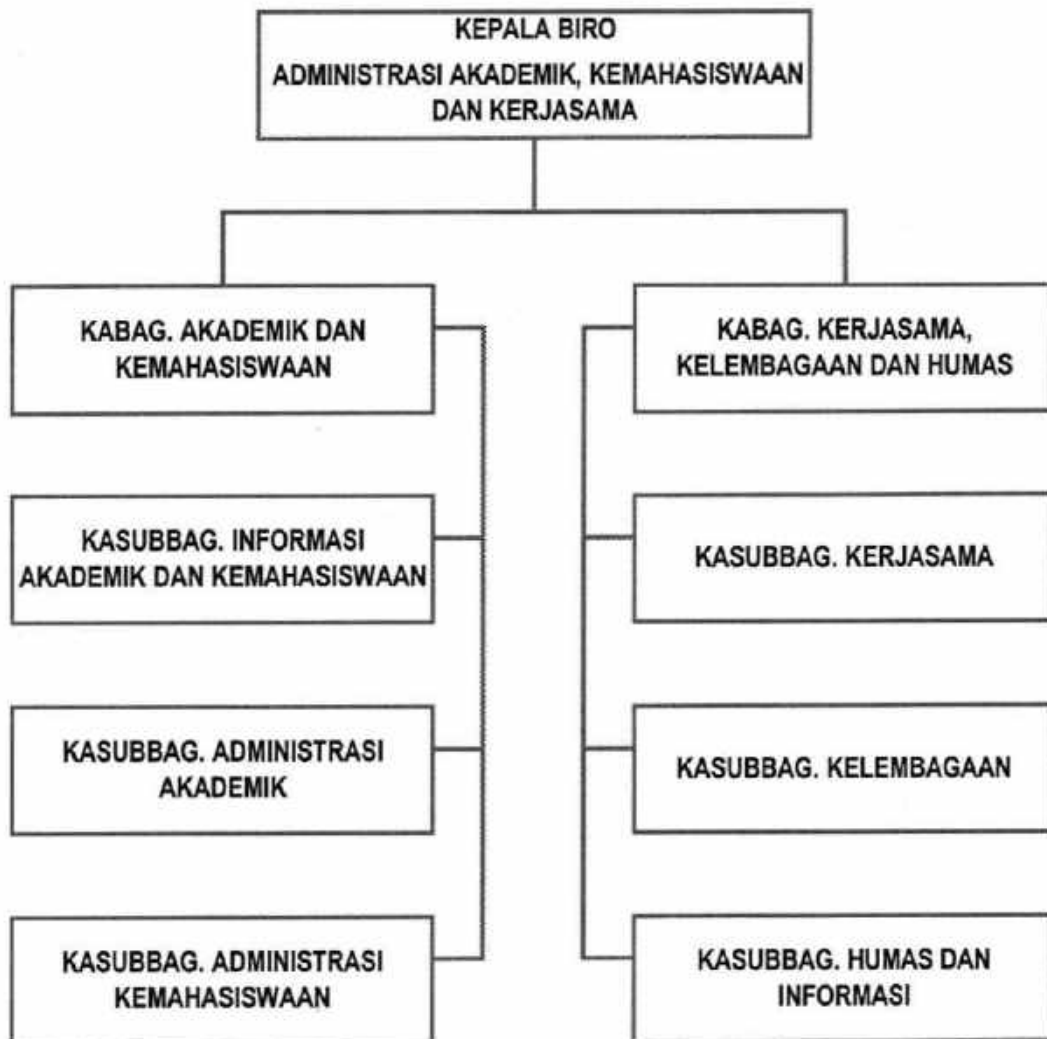 KEPALA BIRO
ADMINISTRASI AKADEMIK, KEMAHASISWAAN
DAN KERJASAMA
KABAG. AKADEMIK DAN
KEMAHASISWAAN
KABAG. KERJASAMA,
KELEMBAGAAN DAN HUMAS
KASUBBAG. INFORMASI
AKADEMIK DAN KEMAHASISWAAN
KASUBBAG. KERJASAMA
KASUBBAG. ADMINISTRASI
AKADEMIK
KASUBBAG. KELEMBAGAAN
KASUBBAG. ADMINISTRASI
KEMAHASISWAAN
KASUBBAG. HUMAS DAN
INFORMASI